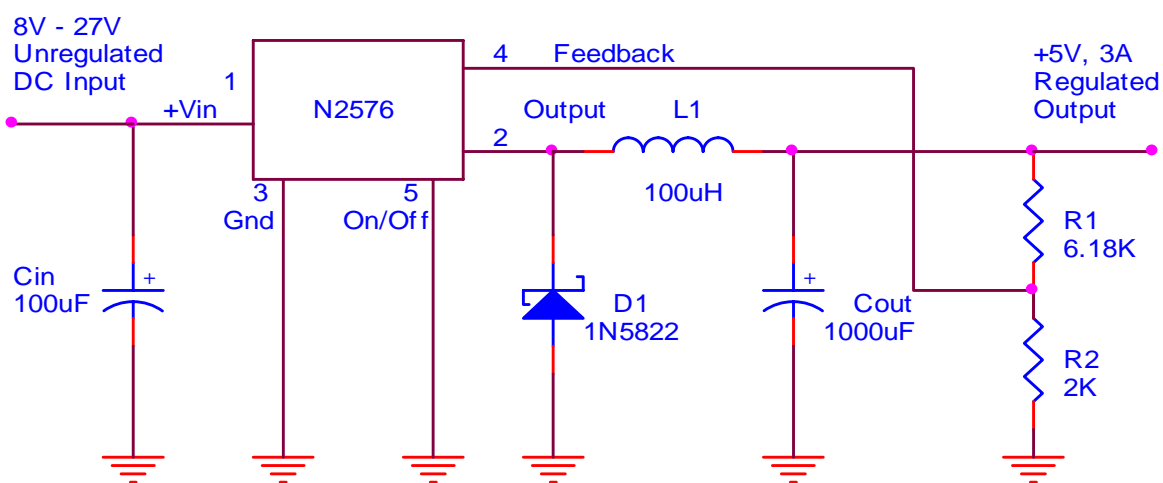 8V - 27V
Unregulated
DC Input
+Vin
1
N2576
3
Gnd
5
On/Off
4
Feedback
2
Output
L1
100uH
+5V, 3A
Regulated
Output
Cin
100uF
+
D1
1N5822
+
Cout
1000uF
R1
6.18K
R2
2K